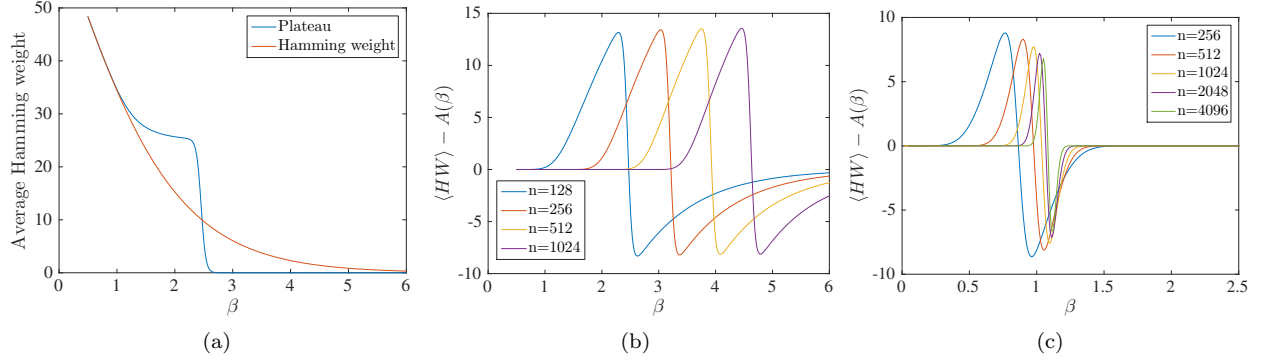 50
40
30
20
10
0
Average Hamming weight
Plateau
Hamming weight
0 1 2 3 4 5 6
β
(a)
15
10
5
0
-5
-10
⟨HW⟩ − A(β)
n=128
n=256
n=512
n=1024
0 1 2 3 4 5 6
β
(b)
10
5
0
-5
-10
⟨HW⟩ − A(β)
n=256
n=512
n=1024
n=2048
n=4096
0 0.5 1 1.5 2 2.5
β
(c)